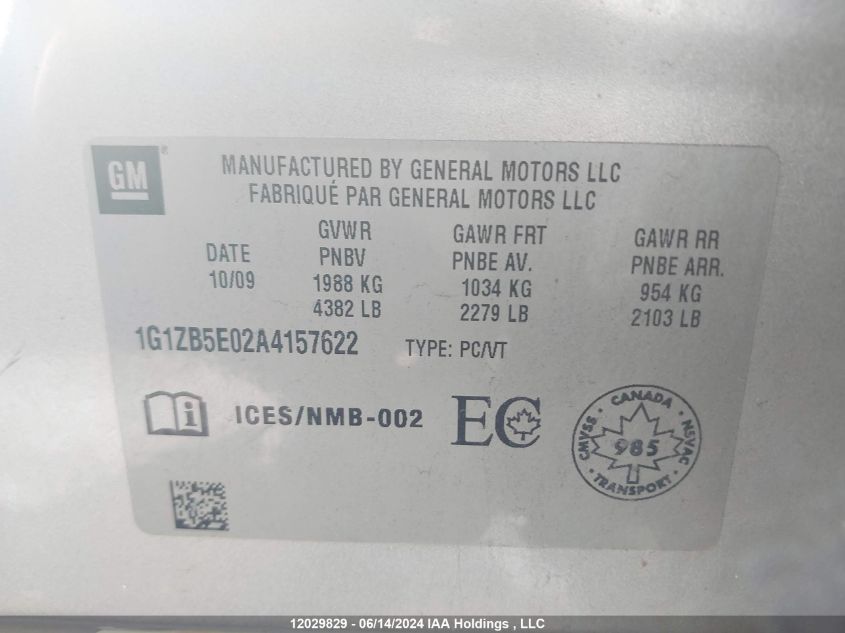 GM
MANUFACTURED BY GENERAL MOTORS LLC
FABRIQUÉ PAR GENERAL MOTORS LLC
DATE
10/09
GVWR
PNBV
1988 KG
4382 LB
GAWR FRT
PNBE AV.
1034 KG
2279 LB
GAWR RR
PNBE ARR.
954 KG
2103 LB
1G1ZB5E02A4157622 TYPE: PC/VT
i ICES/NMB-002 EC
CANADA
CMVSS 985 NSVAC
TRANSPORT
12029829 - 06/14/2024 IAA Holdings , LLC